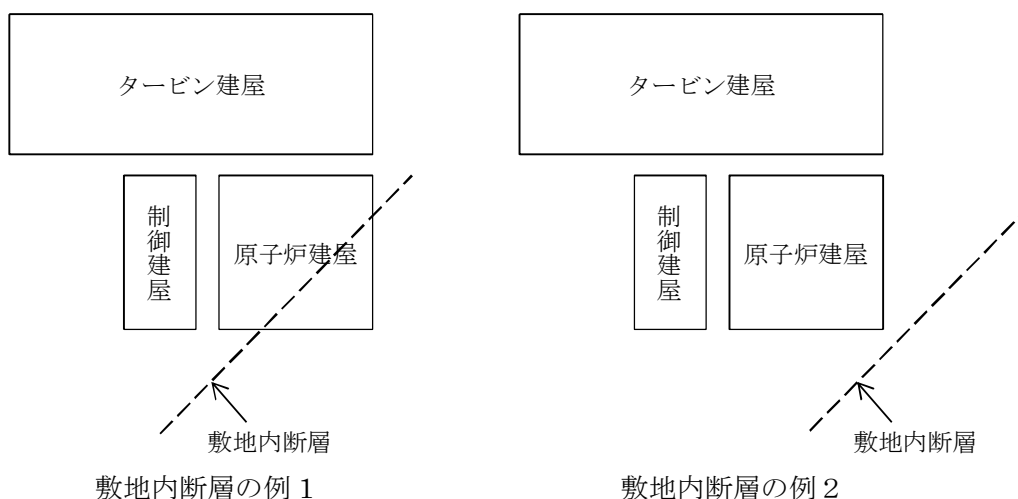 タービン建屋
制御建屋
原子炉建屋
敷地内断層
敷地内断層の例1
タービン建屋
制御建屋
原子炉建屋
敷地内断層
敷地内断層の例2